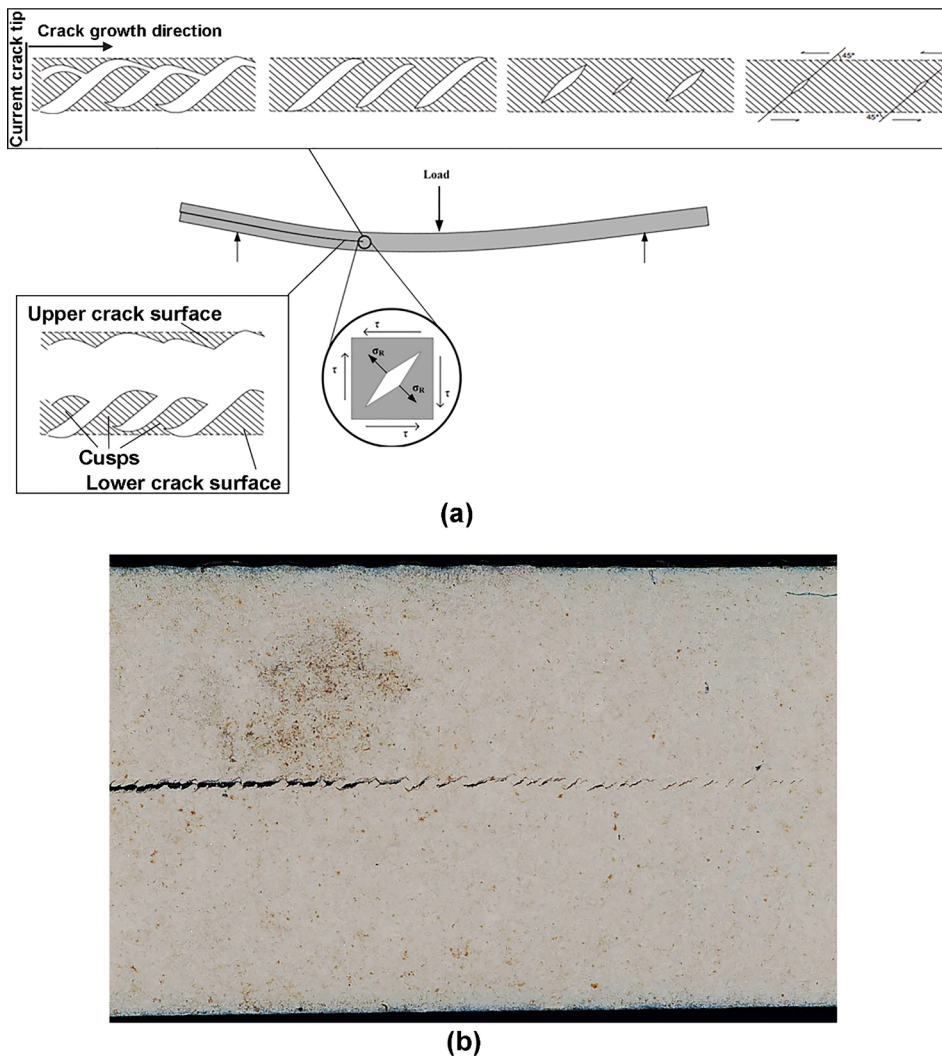 Current crack tip
Crack growth direction
45°
45°
Load
Upper crack surface
Cusps
Lower crack surface
τ
τ
σR
σR
τ
τ
(a)
(b)